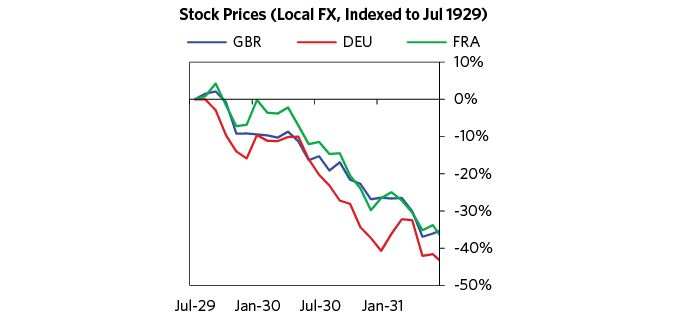 Stock Prices (Local FX, Indexed to Jul 1929)
GBR DEU FRA
10%
0%
-10%
-20%
-30%
-40%
-50%
Jul-29 Jan-30 Jul-30 Jan-31